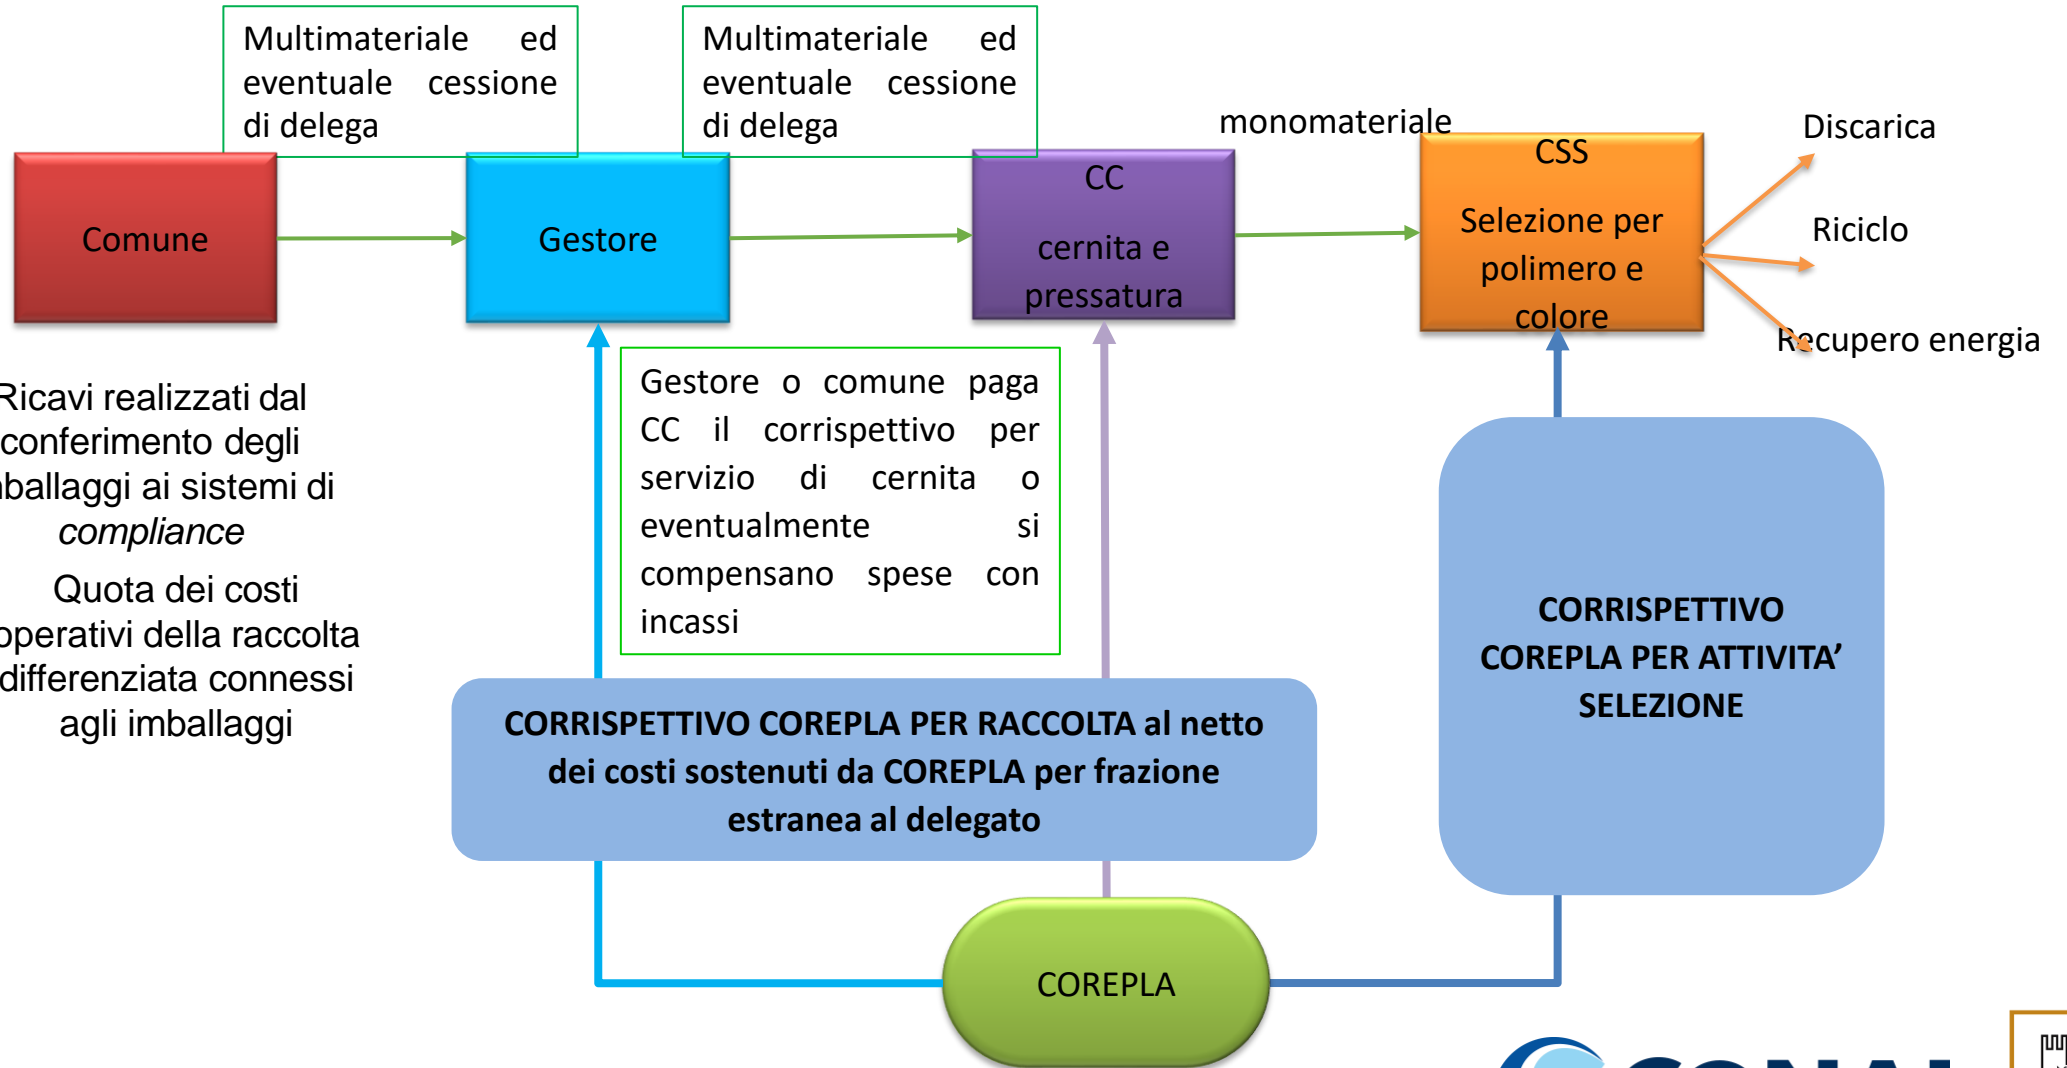 Multimateriale ed
eventuale cessione
di delega
Multimateriale ed
eventuale cessione
di delega
monomateriale
Discarica
Riciclo
Recupero energia
Comune
Gestore
CC
cernita e
pressatura
CSS
Selezione per
polimero e
colore
Ricavi realizzati dal
conferimento degli
ai sistemi di
compliance
Quota dei costi
operativi della raccolta
differenziata connessi
agli imballaggi
Gestore o comune paga
CC il corrispettivo per
servizio di cernita o
eventualmente si
compensano spese con
incassi
CORRISPETTIVO COREPLA PER RACCOLTA al netto
dei costi sostenuti da COREPLA per frazione
estranea al delegato
CORRISPETTIVO
COREPLA PER ATTIVITA’
SELEZIONE
COREPLA
CONAI